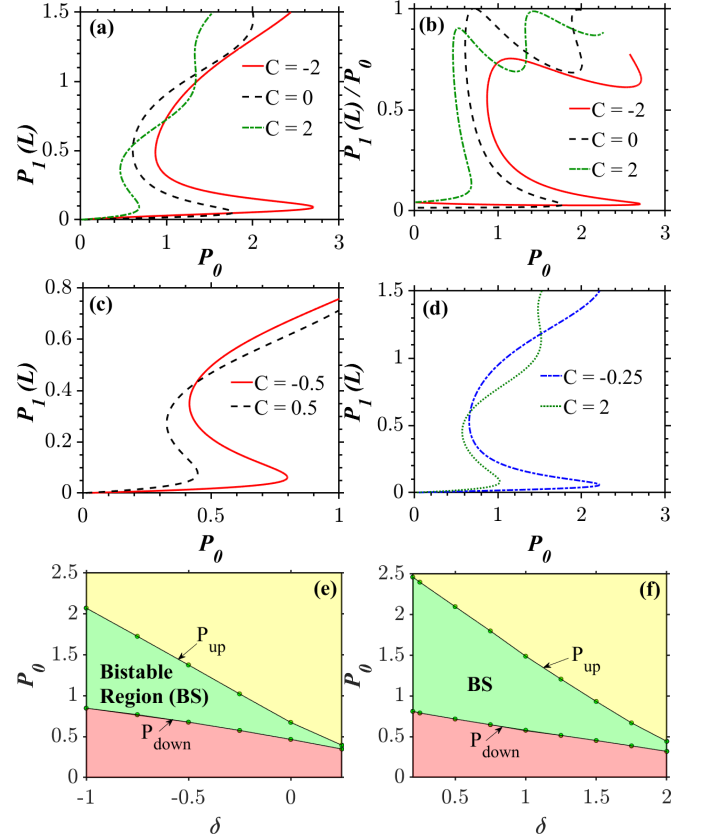 (a)
1.5
1
0.5
0
P1 (L)
C = -2
C = 0
C = 2
0 1 2 3
P0
(b)
1
0.5
0
P1 (L) / P0
C = -2
C = 0
C = 2
0 1 2 3
P0
(c)
0.8
0.6
0.4
0.2
0
P1 (L)
C = -0.5
C = 0.5
0 0.5 1
P0
(d)
1.5
1
0.5
0
P1 (L)
C = -0.25
C = 2
0 1 2 3
P0
(e)
2.5
2
1.5
1
0.5
0
P0
Pup
Bistable
Region (BS)
Pdown
-1 -0.5 0
δ
(f)
2.5
2
1.5
1
0.5
0
P0
Pup
BS
Pdown
0.5 1 1.5 2
δ